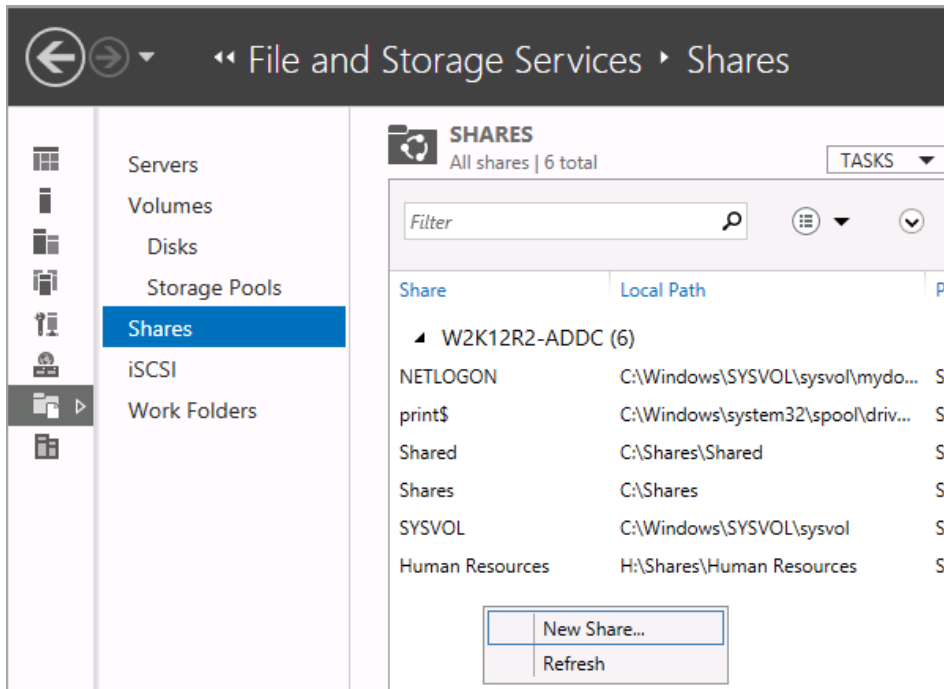 File and Storage Services ‣ Shares
SHARES
All shares | 6 total
TASKS
Servers
Volumes
Disks
Storage Pools
Shares
iSCSI
Work Folders
Filter
Share Local Path P
W2K12R2-ADDC (6)
NETLOGON C:\Windows\SYSVOL\sysvol\mydo... S
print$ C:\Windows\system32\spool\driv... S
Shared C:\Shares\Shared S
Shares C:\Shares S
SYSVOL C:\Windows\SYSVOL\sysvol S
Human Resources H:\Shares\Human Resources S
New Share...
Refresh